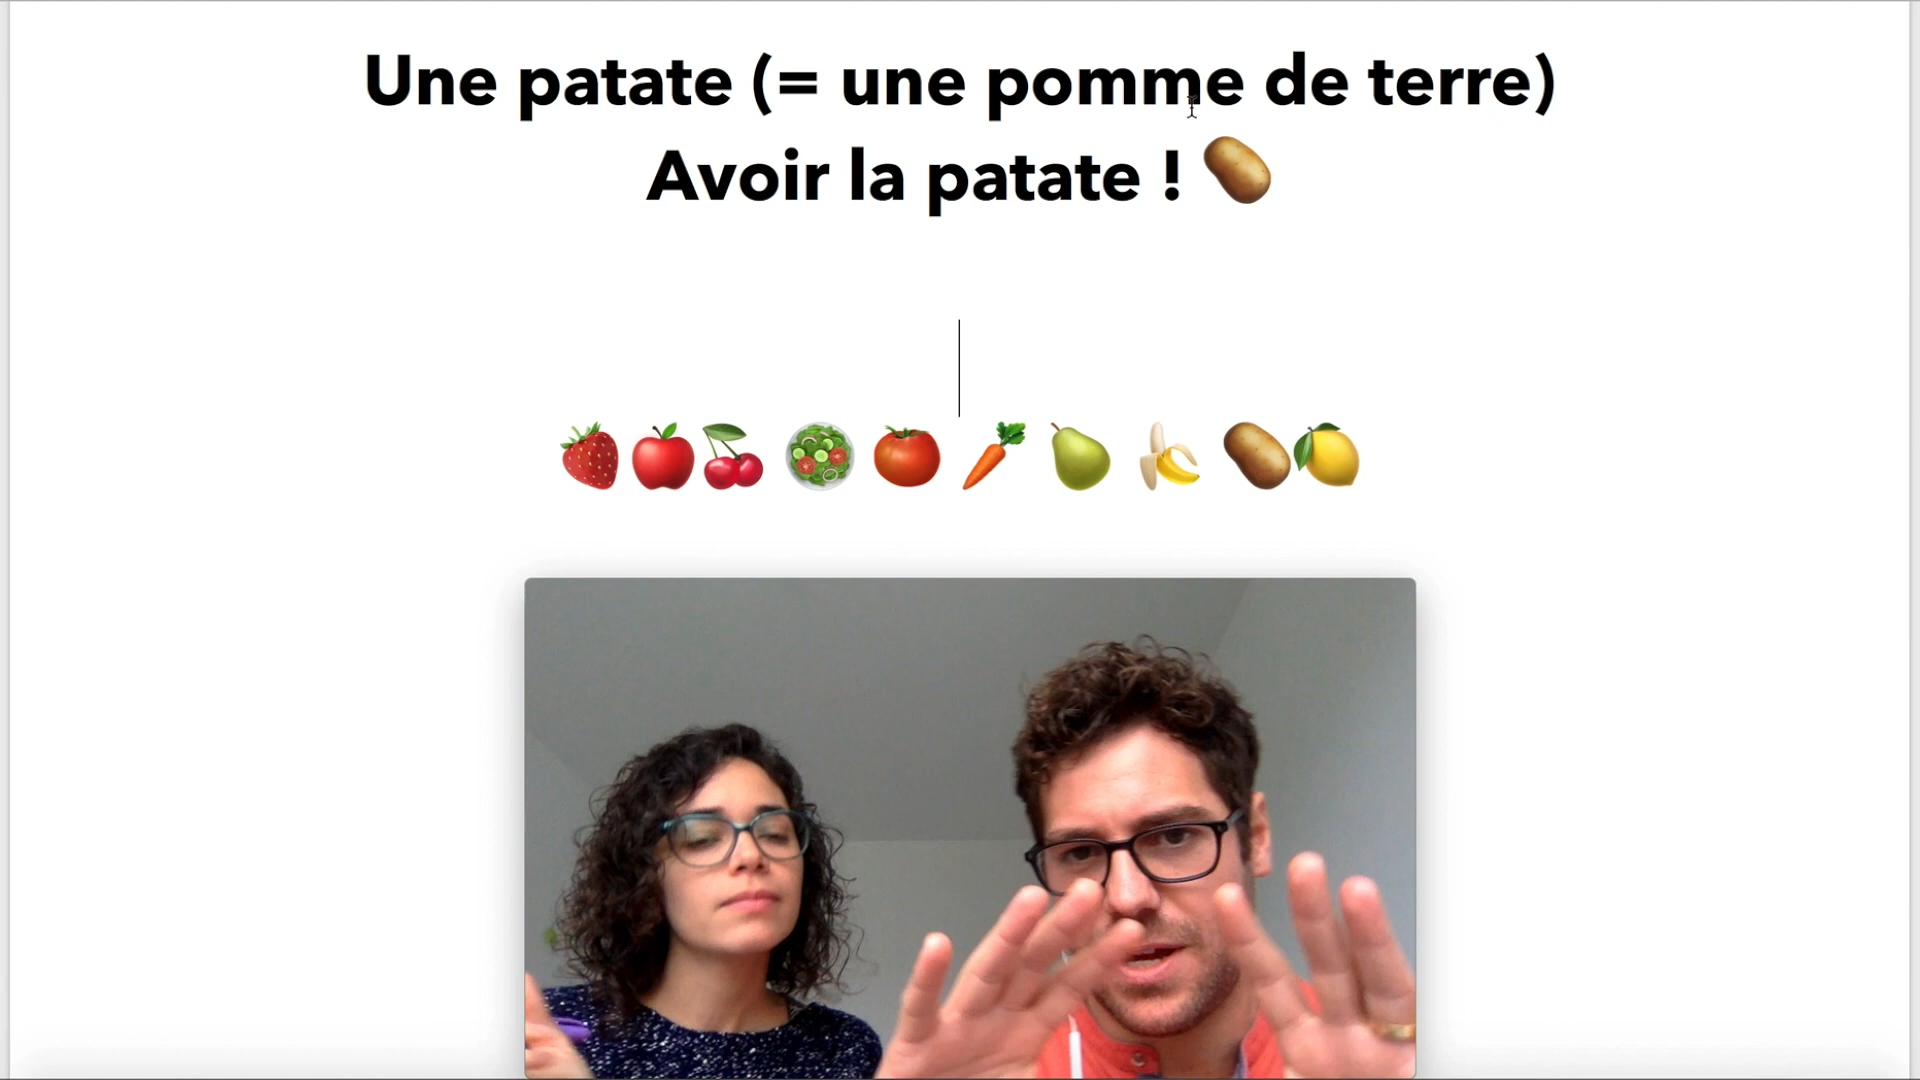 Une patate (= une pomme de terre)
Avoir la patate !